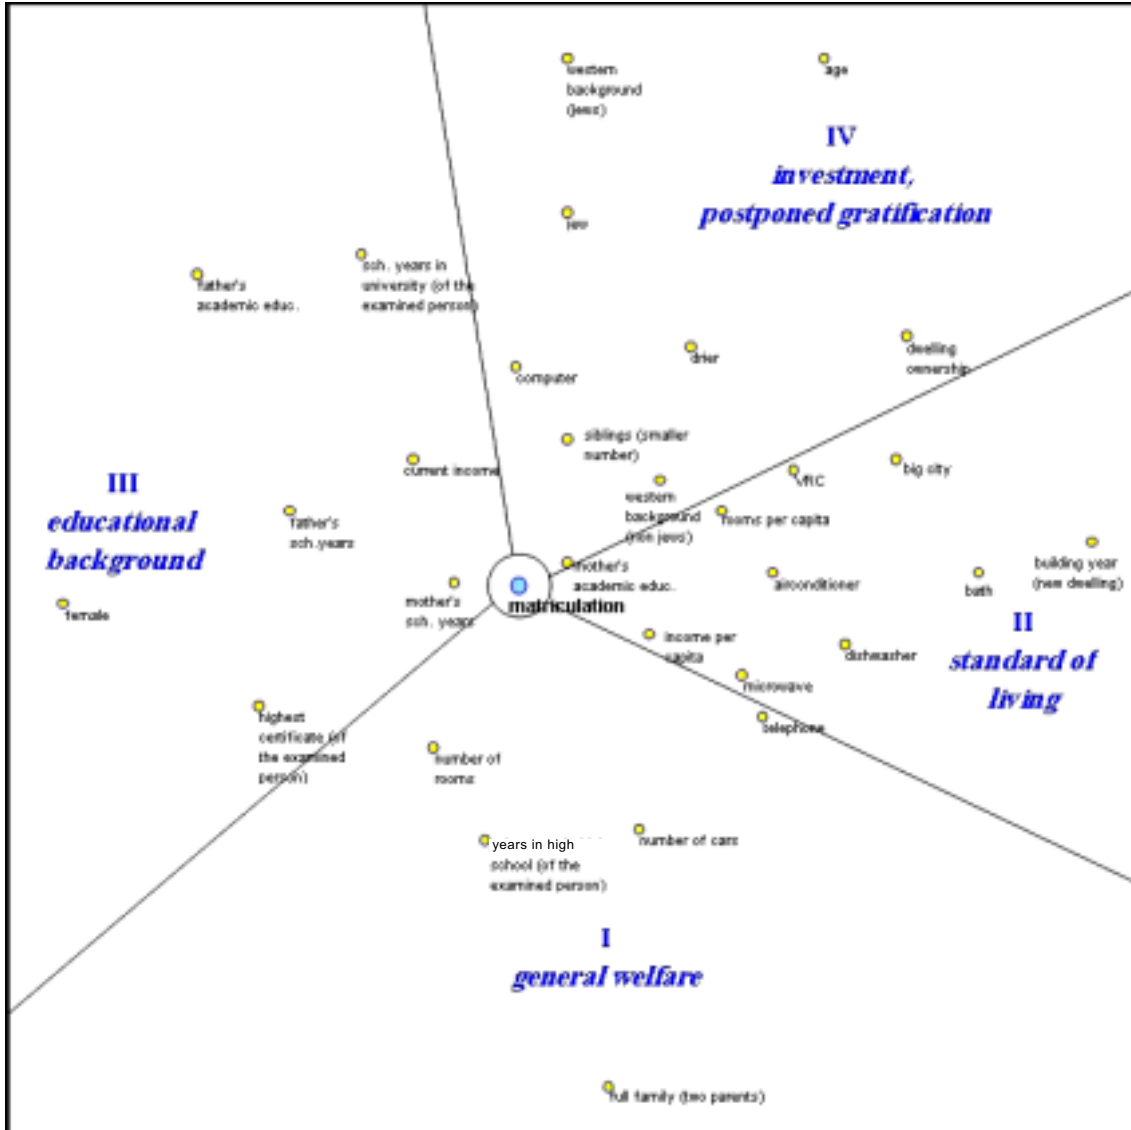 western
background
(jews)
age
IV
investment,
postponed gratification
jew
sch. years in
university (of the
examined person)
father's
academic educ.
drier
dwelling
ownership
computer
siblings (smaller
number)
current income
big city
VRC
III
educational
background
western
background
(non jews)
rooms per capita
father's
sch.years
building year
(new dwelling)
mother's
academic educ.
airconditioner
bath
matriculation
mother's
sch. years
female
II
standard of
living
income per
capita
dishwasher
microwave
highest
certificate (of
the examined
person)
telephone
number of
rooms
years in high
school (of the
examined person)
number of cars
I
general welfare
full family (two parents)